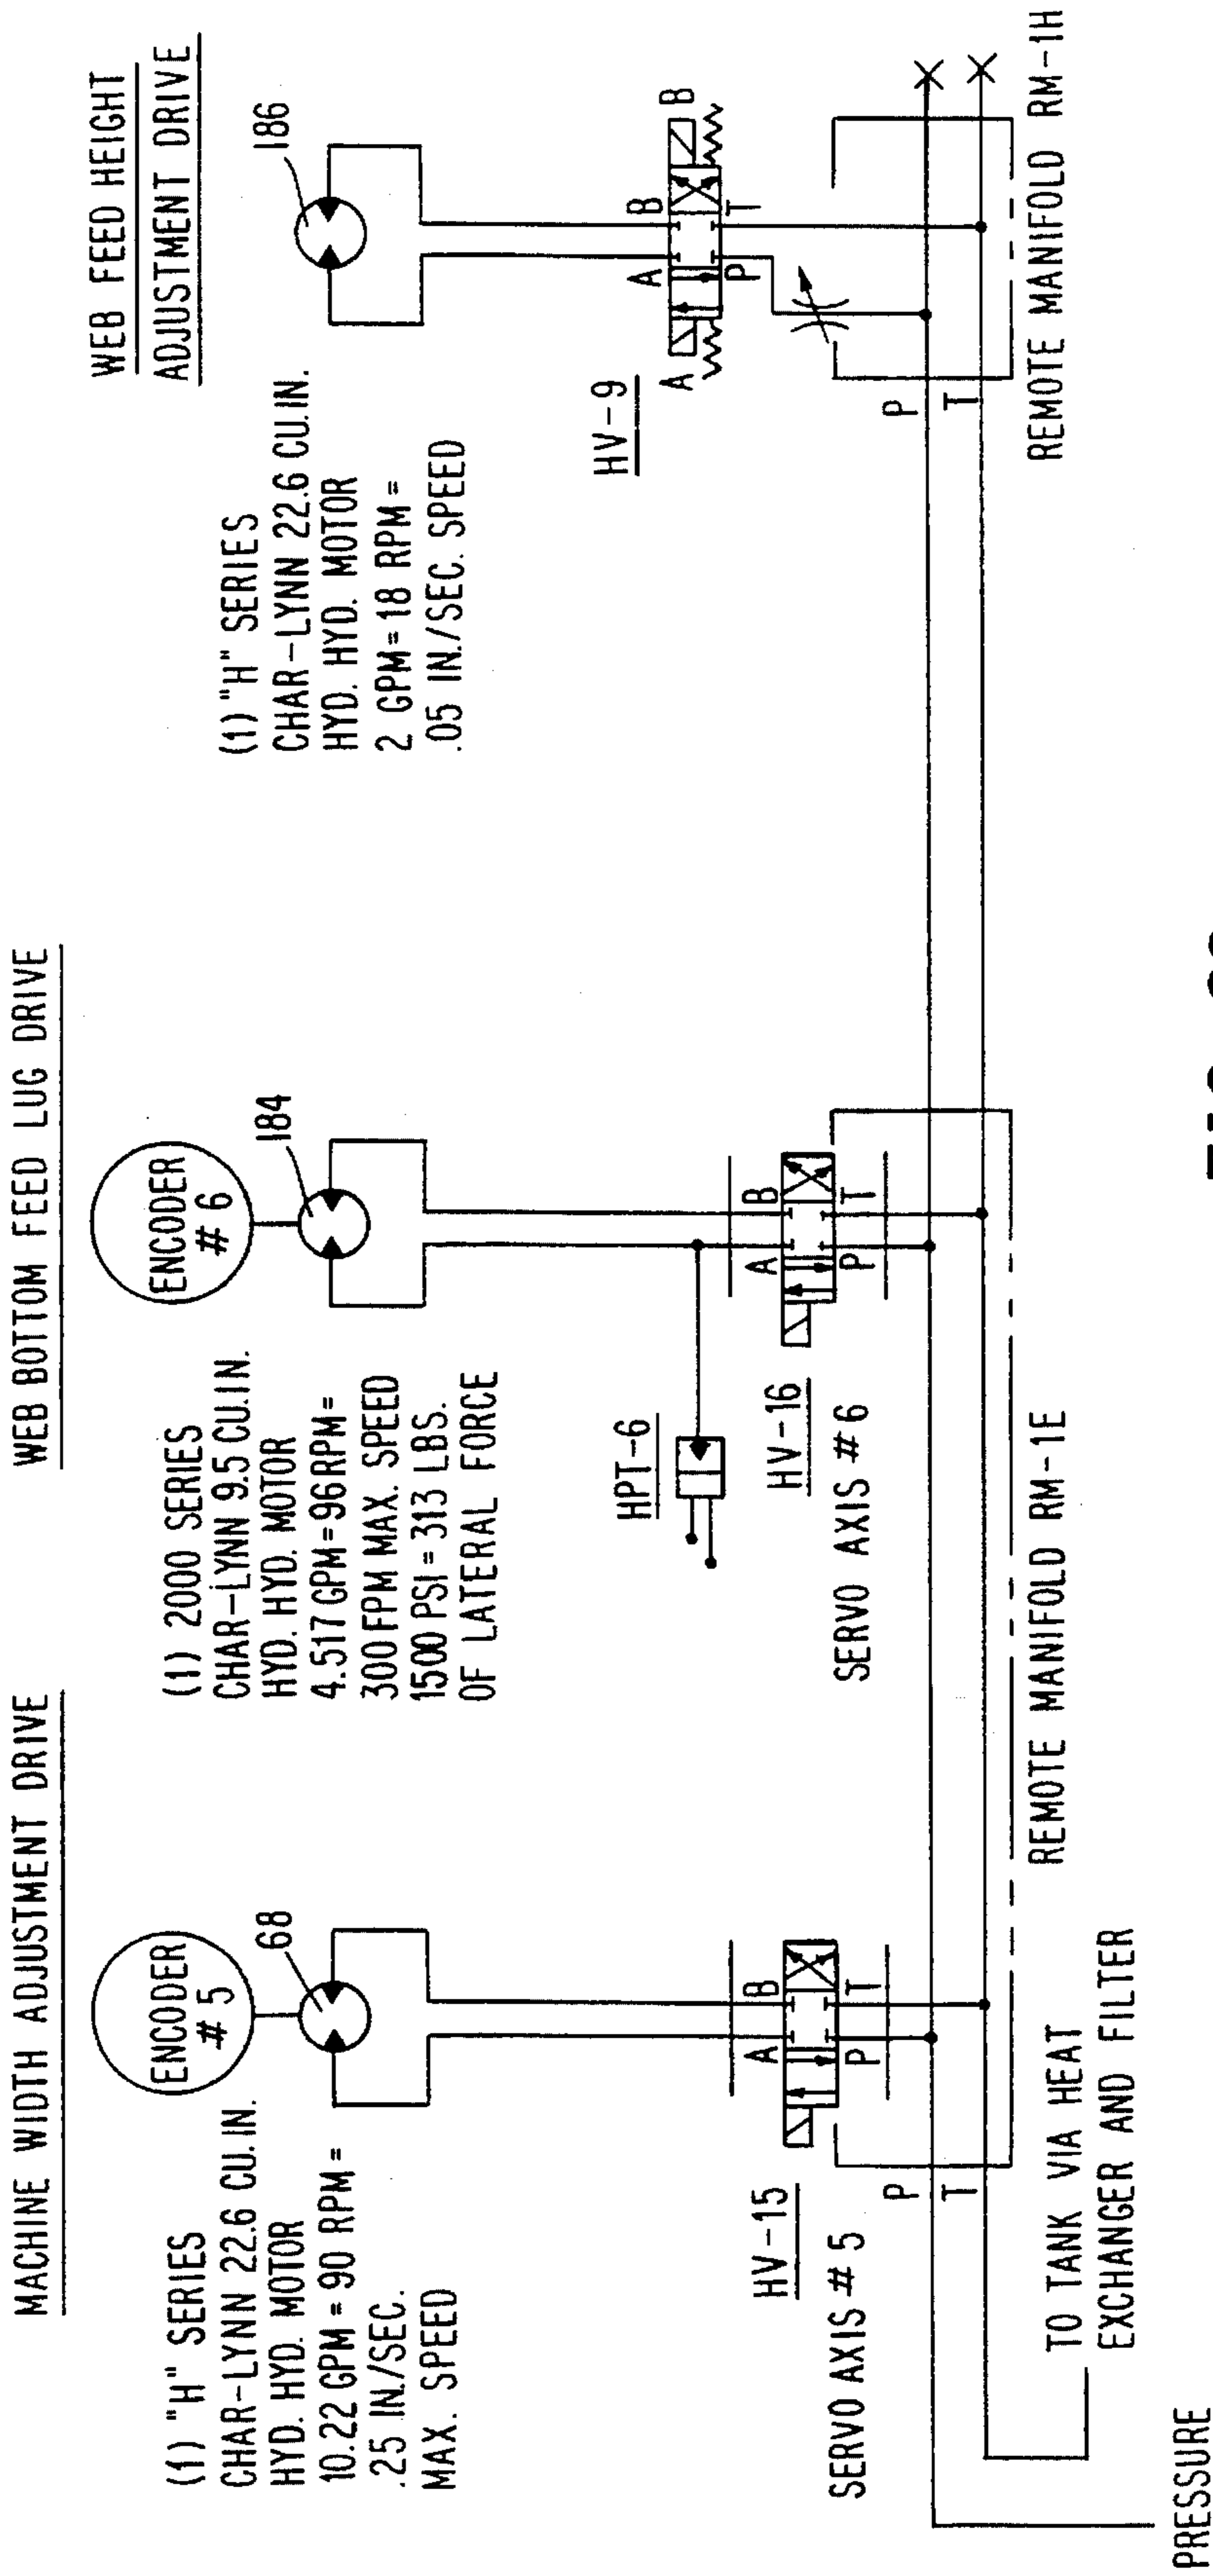 MACHINE WIDTH ADJUSTMENT DRIVE
ENCODER
# 5
68
(1) "H" SERIES
CHAR-LYNN 22.6 CU.IN.
HYD. HYD. MOTOR
10.22 GPM = 90 RPM =
.25 IN./SEC.
MAX. SPEED
HV-15
SERVO AXIS # 5
A
B
P
T
P
T
TO TANK VIA HEAT
EXCHANGER AND FILTER
PRESSURE
WEB BOTTOM FEED LUG DRIVE
ENCODER
# 6
184
(1) 2000 SERIES
CHAR-LYNN 9.5 CU.IN.
HYD. HYD. MOTOR
4.517 GPM = 96RPM =
300 FPM MAX. SPEED
1500 PSI = 313 LBS.
OF LATERAL FORCE
HPT-6
HV-16
SERVO AXIS # 6
A
B
P
T
REMOTE MANIFOLD RM-1E
WEB FEED HEIGHT
ADJUSTMENT DRIVE
186
(1) "H" SERIES
CHAR-LYNN 22.6 CU.IN.
HYD. HYD. MOTOR
2 GPM = 18 RPM =
.05 IN./SEC. SPEED
HV-9
A
A
B
B
P
T
P
T
REMOTE MANIFOLD RM-1H